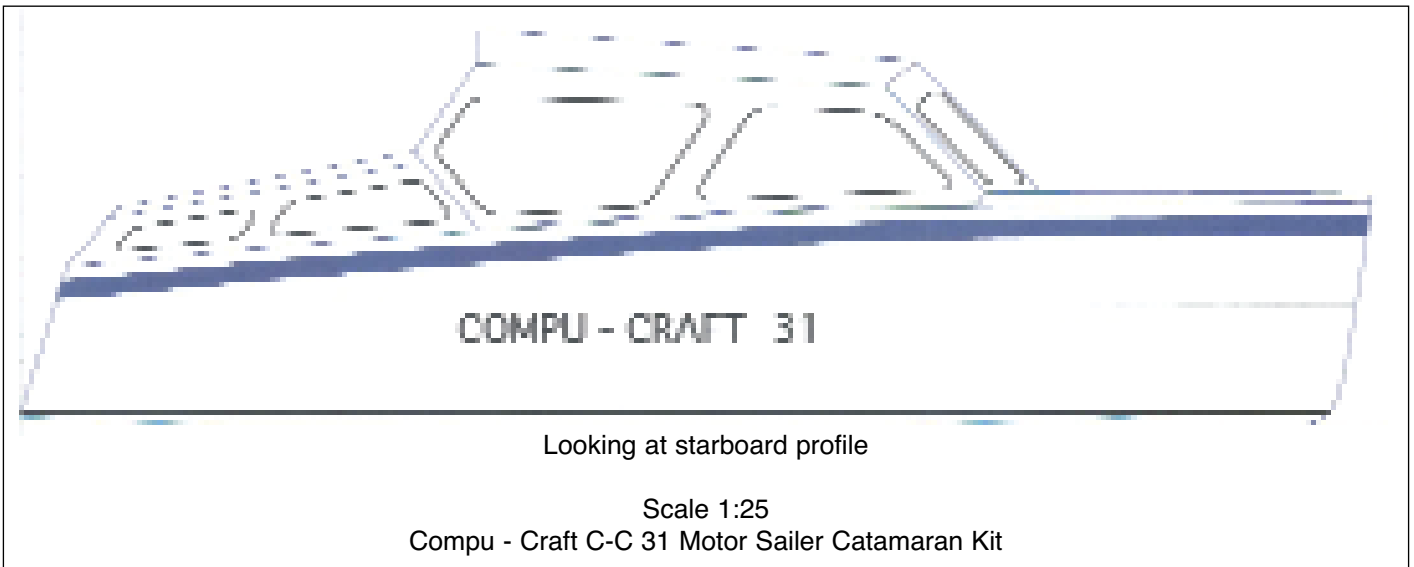 COMPU - CRAFT 31
Looking at starboard profile
Scale 1:25
Compu - Craft C-C 31 Motor Sailer Catamaran Kit